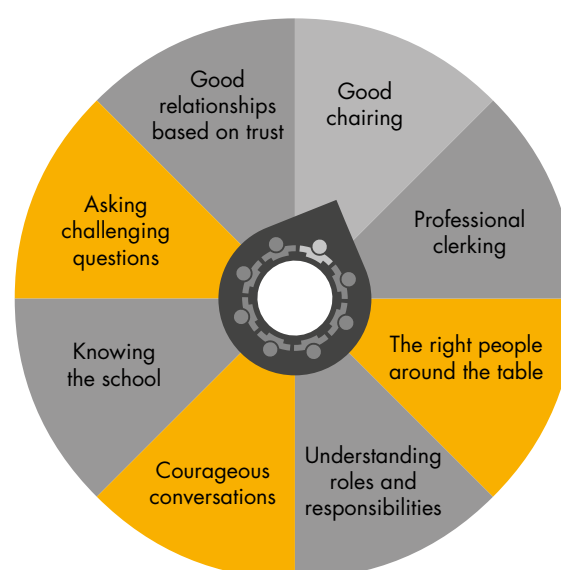 Good
chairing
Professional
clerking
The right people
around the table
Understanding
roles and
responsibilities
Courageous
conversations
Knowing
the school
Asking
challenging
questions
Good
relationships
based on trust